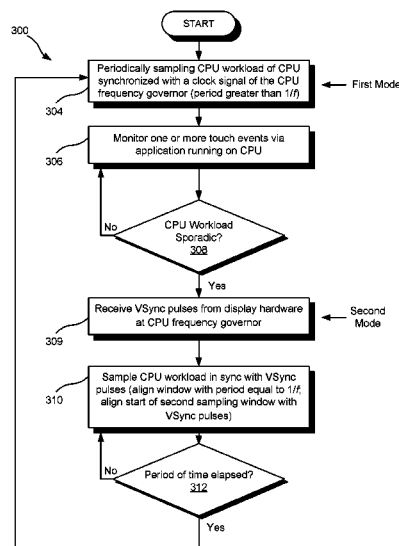 START
300
Periodically sampling CPU workload of CPU
synchronized with a clock signal of the CPU
frequency governor (period greater than 1/f)
First Mode
304
Monitor one or more touch events via
application running on CPU
306
No
CPU Workload
Sporadic?
308
Yes
Receive VSync pulses from display hardware
at CPU frequency governor
Second
Mode
309
Sample CPU workload in sync with VSync
pulses (align window with period equal to 1/f;
align start of second sampling window with
VSync pulses)
310
No
Period of time elapsed?
312
Yes